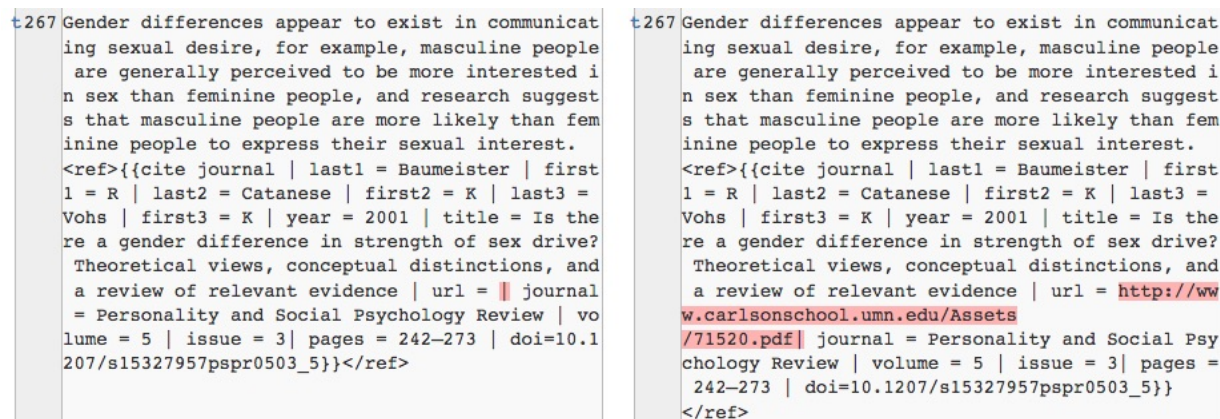 t267 Gender differences appear to exist in communicat
ing sexual desire, for example, masculine people
are generally perceived to be more interested i
n sex than feminine people, and research suggest
s that masculine people are more likely than fem
inine people to express their sexual interest.
<ref>{{cite journal | last1 = Baumeister | first
1 = R | last2 = Catanese | first2 = K | last3 =
Vohs | first3 = K | year = 2001 | title = Is the
re a gender difference in strength of sex drive?
Theoretical views, conceptual distinctions, and
a review of relevant evidence | url = | journal
= Personality and Social Psychology Review | vo
lume = 5 | issue = 3| pages = 242–273 | doi=10.1
207/s15327957pspr0503_5}}</ref>
t267 Gender differences appear to exist in communicat
ing sexual desire, for example, masculine people
are generally perceived to be more interested i
n sex than feminine people, and research suggest
s that masculine people are more likely than fem
inine people to express their sexual interest.
<ref>{{cite journal | last1 = Baumeister | first
1 = R | last2 = Catanese | first2 = K | last3 =
Vohs | first3 = K | year = 2001 | title = Is the
re a gender difference in strength of sex drive?
Theoretical views, conceptual distinctions, and
a review of relevant evidence | url = http://ww
w.carlsonschool.umn.edu/Assets
/71520.pdf| journal = Personality and Social Psy
chology Review | volume = 5 | issue = 3| pages =
242–273 | doi=10.1207/s15327957pspr0503_5}}
</ref>